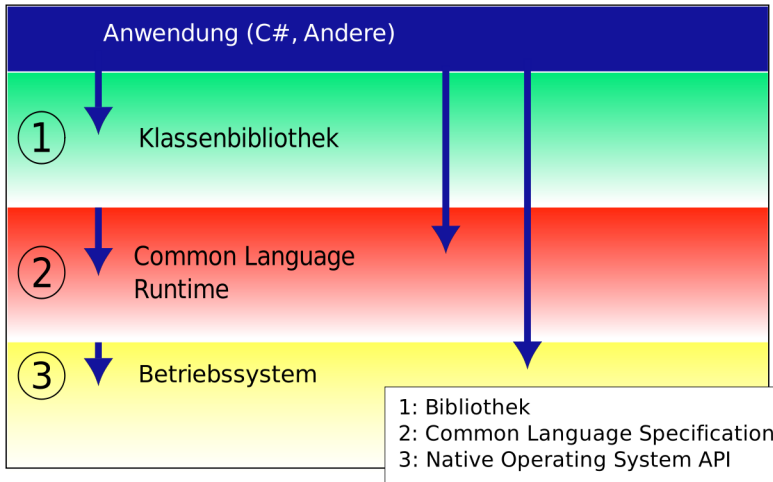 Anwendung (C#, Andere)
1
Klassenbibliothek
2
Common Language
Runtime
3
Betriebssystem
1: Bibliothek
2: Common Language Specification
3: Native Operating System API